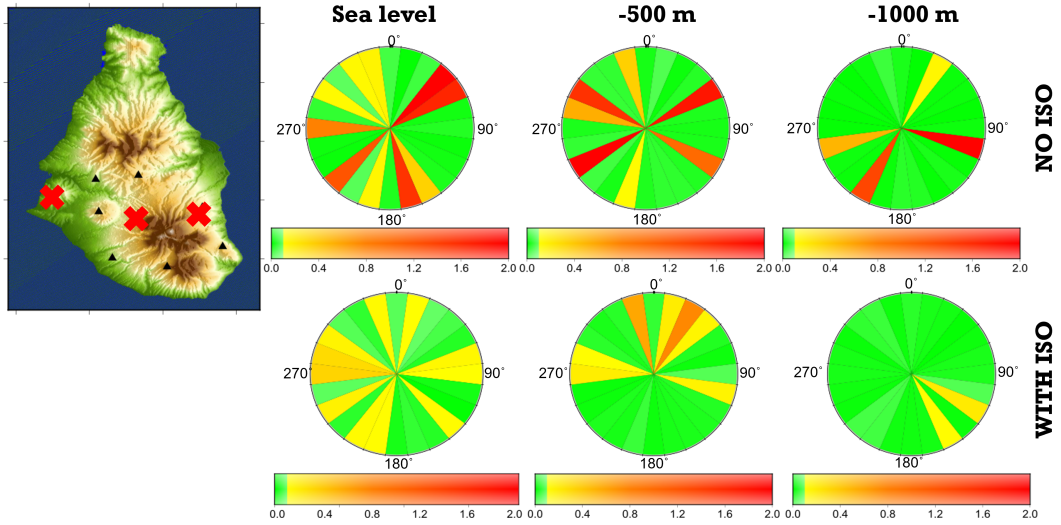 Sea level -500 m -1000 m
0° 0° 0°
270° 90° 270° 90° 270° 90°
NO ISO
180° 180° 180°
0.0 0.4 0.8 1.2 1.6 2.0 0.0 0.4 0.8 1.2 1.6 2.0 0.0 0.4 0.8 1.2 1.6 2.0
0° 0° 0°
270° 90° 270° 90° 270° 90°
WITH ISO
180° 180° 180°
0.0 0.4 0.8 1.2 1.6 2.0 0.0 0.4 0.8 1.2 1.6 2.0 0.0 0.4 0.8 1.2 1.6 2.0